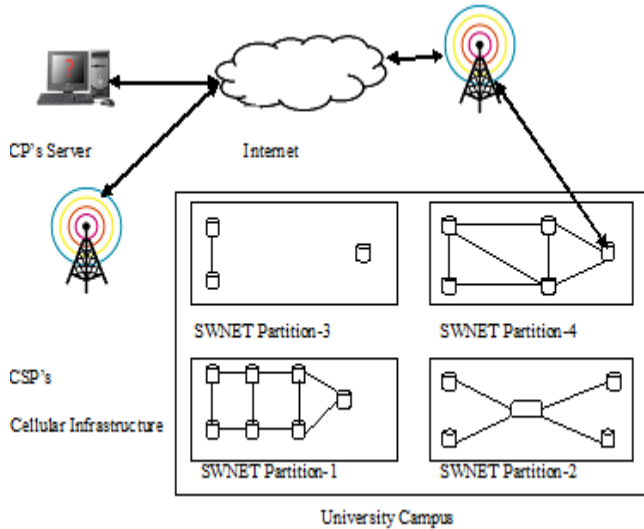 ?
CP's Server
Internet
SWNET Partition-3
SWNET Partition-4
CSP's
Cellular Infrastructure
SWNET Partition-1
SWNET Partition-2
University Campus